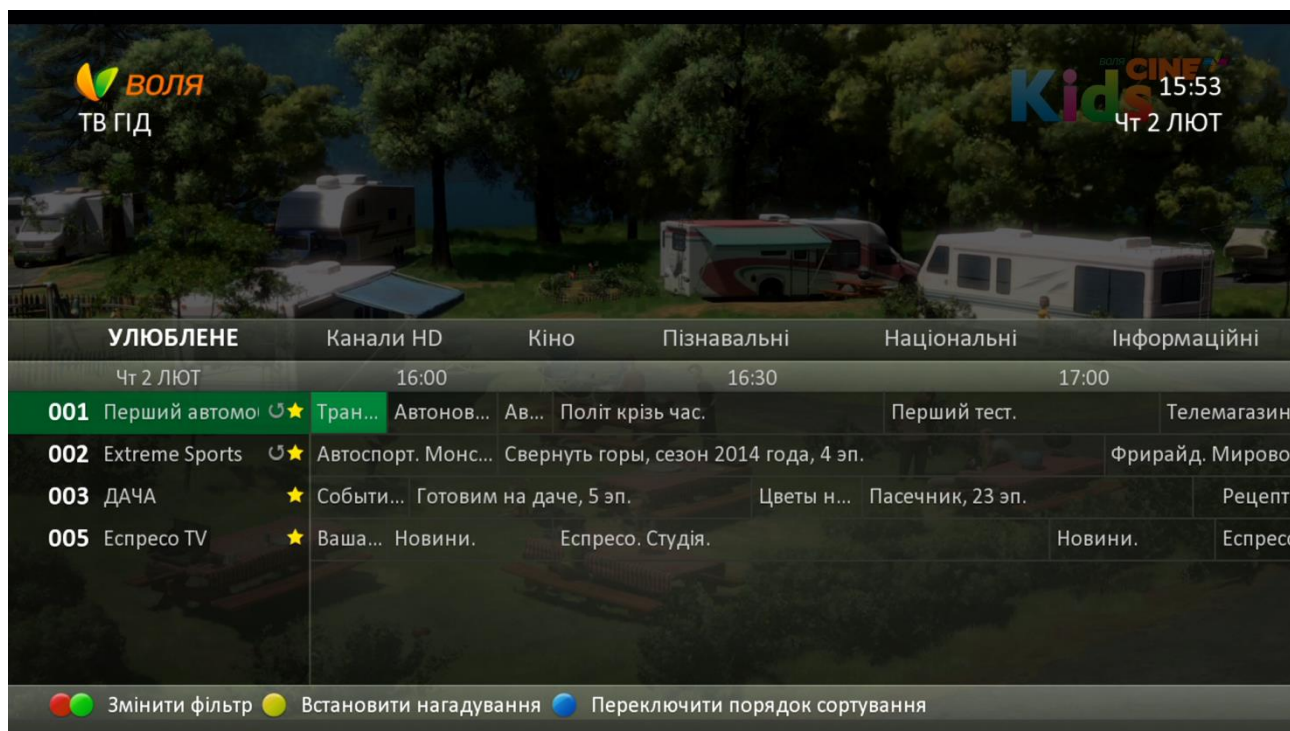 воля
ТВ ГІД
воля CINE+
Kids
15:53
Чт 2 ЛЮТ
УЛЮБЛЕНЕ Канали HD Кіно Пізнавальні Національні Інформаційні
Чт 2 ЛЮТ 16:00 16:30 17:00
001 Перший автомо Тран... Автонов... Ав... Політ крізь час. Перший тест. Телемагазин
002 Extreme Sports Автоспорт. Монс... Свернуть горы, сезон 2014 года, 4 эп. Фрирайд. Мирово
003 ДАЧА Событи... Готовим на даче, 5 эп. Цветы н... Пасечник, 23 эп. Рецепт
005 Еспресо TV Ваша... Новини. Еспресо. Студія. Новини. Еспресо
Змінити фільтр Встановити нагадування Переключити порядок сортування